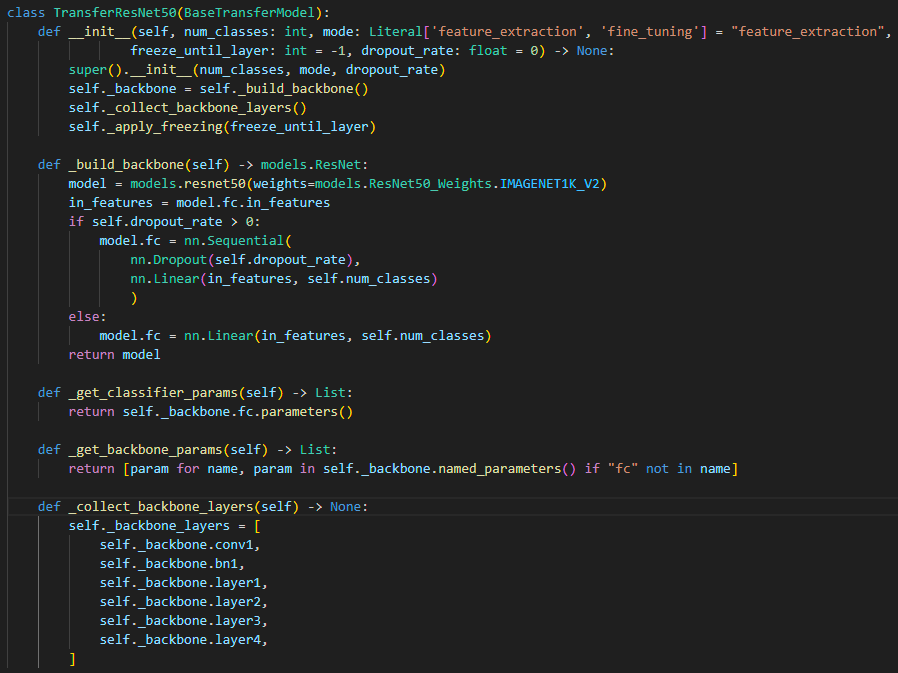 class TransferResNet50(BaseTransferModel):
    def __init__(self, num_classes: int, mode: Literal['feature_extraction', 'fine_tuning'] = "feature_extraction",
                freeze_until_layer: int = -1, dropout_rate: float = 0) -> None:
        super().__init__(num_classes, mode, dropout_rate)
        self._backbone = self._build_backbone()
        self._collect_backbone_layers()
        self._apply_freezing(freeze_until_layer)

    def _build_backbone(self) -> models.ResNet:
        model = models.resnet50(weights=models.ResNet50_Weights.IMAGENET1K_V2)
        in_features = model.fc.in_features
        if self.dropout_rate > 0:
            model.fc = nn.Sequential(
                nn.Dropout(self.dropout_rate),
                nn.Linear(in_features, self.num_classes)
                )
        else:
            model.fc = nn.Linear(in_features, self.num_classes)
        return model

    def _get_classifier_params(self) -> List:
        return self._backbone.fc.parameters()

    def _get_backbone_params(self) -> List:
        return [param for name, param in self._backbone.named_parameters() if "fc" not in name]

    def _collect_backbone_layers(self) -> None:
        self._backbone_layers = [
            self._backbone.conv1,
            self._backbone.bn1,
            self._backbone.layer1,
            self._backbone.layer2,
            self._backbone.layer3,
            self._backbone.layer4,
        ]